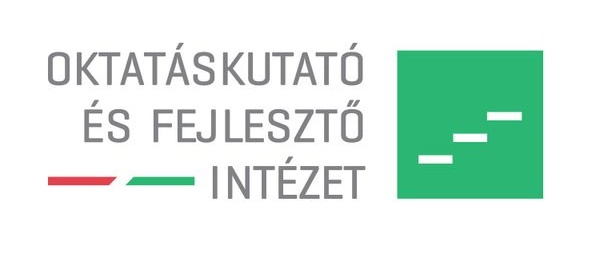 OKTATÁSKUTATÓ
ÉS FEJLESZTŐ
INTÉZET